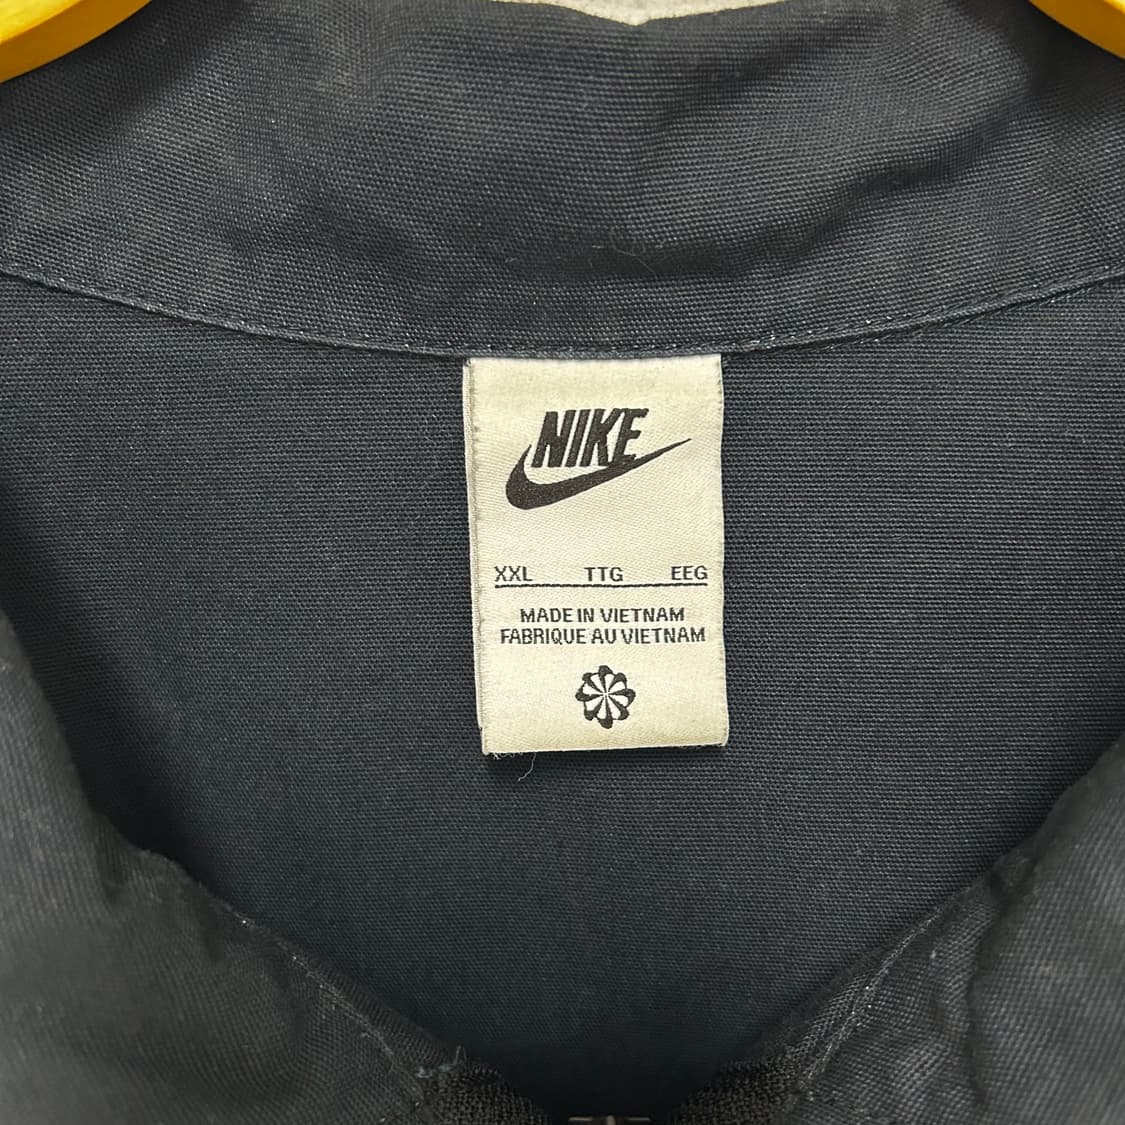 NIKE
XXL TTG EEG
MADE IN VIETNAM
FABRIQUE AU VIETNAM